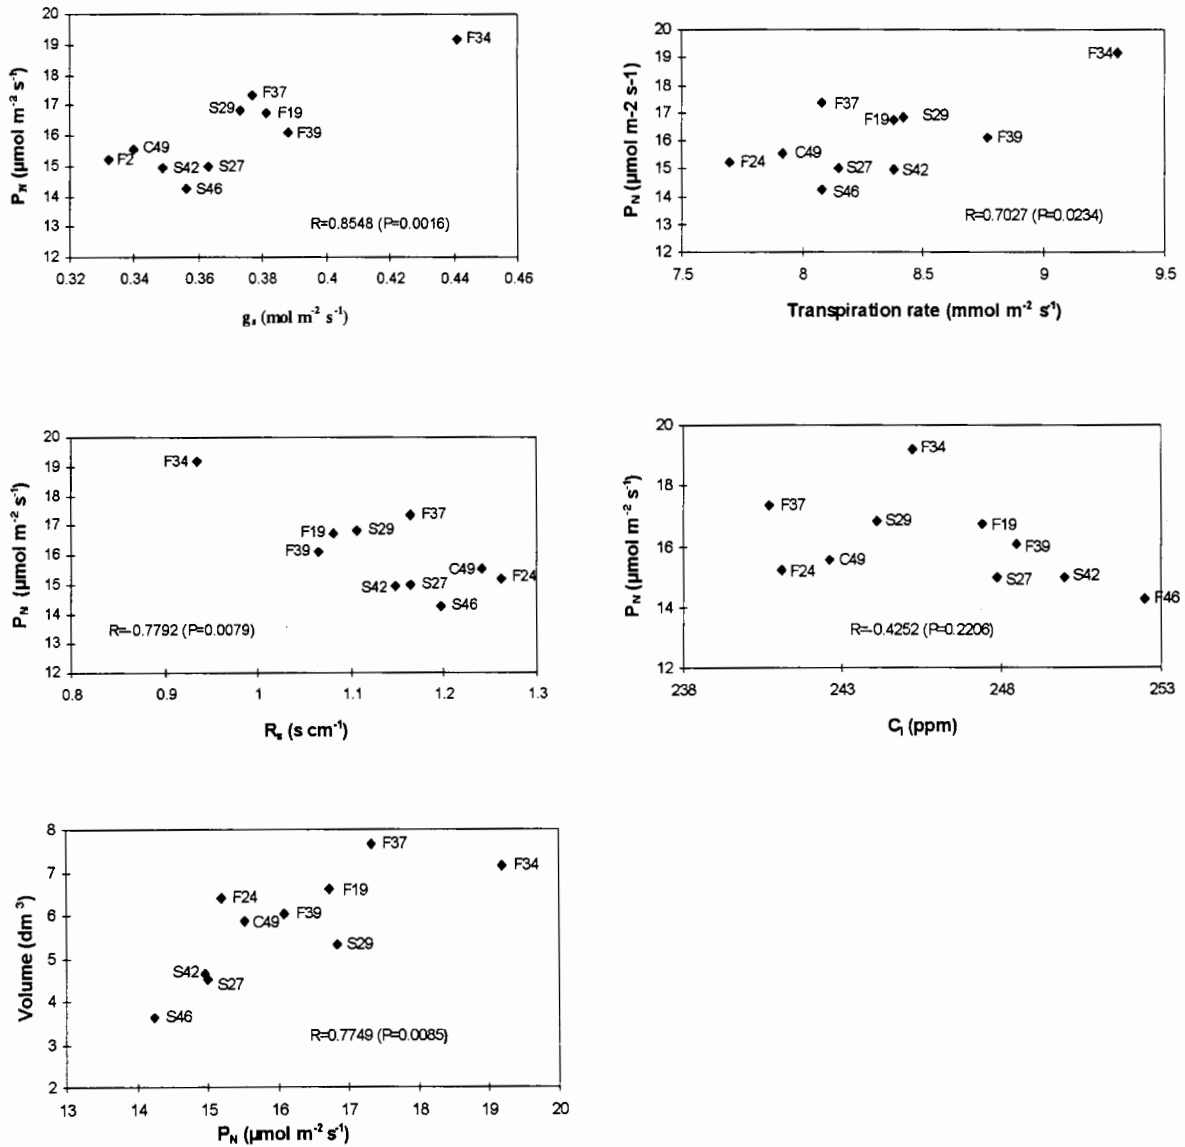 20
19
18
17
16
15
14
13
12
P_N (µmol m⁻² s⁻¹)
F34
F37
S29
F19
F39
C49
F2
S42
S27
S46
R=0.8548 (P=0.0016)
0.32
0.34
0.36
0.38
0.4
0.42
0.44
0.46
g_s (mol m⁻² s⁻¹)
20
19
18
17
16
15
14
13
12
P_N (µmol m-2 s-1)
F34
F37
F19
S29
F39
C49
F24
S27
S42
S46
R=0.7027 (P=0.0234)
7.5
8
8.5
9
9.5
Transpiration rate (mmol m⁻² s⁻¹)
20
19
18
17
16
15
14
13
12
P_N (µmol m⁻² s⁻¹)
F34
F37
F19
S29
F39
C49
F24
S42
S27
S46
R=-0.7792 (P=0.0079)
0.8
0.9
1
1.1
1.2
1.3
R_s (s cm⁻¹)
20
18
16
14
12
P_N (µmol m⁻² s⁻¹)
F34
F37
S29
F19
F39
C49
F24
S27
S42
F46
R=-0.4252 (P=0.2206)
238
243
248
253
C_i (ppm)
8
7
6
5
4
3
2
Volume (dm³)
F37
F34
F19
F24
F39
C49
S29
S42
S27
S46
R=0.7749 (P=0.0085)
13
14
15
16
17
18
19
20
P_N (µmol m⁻² s⁻¹)